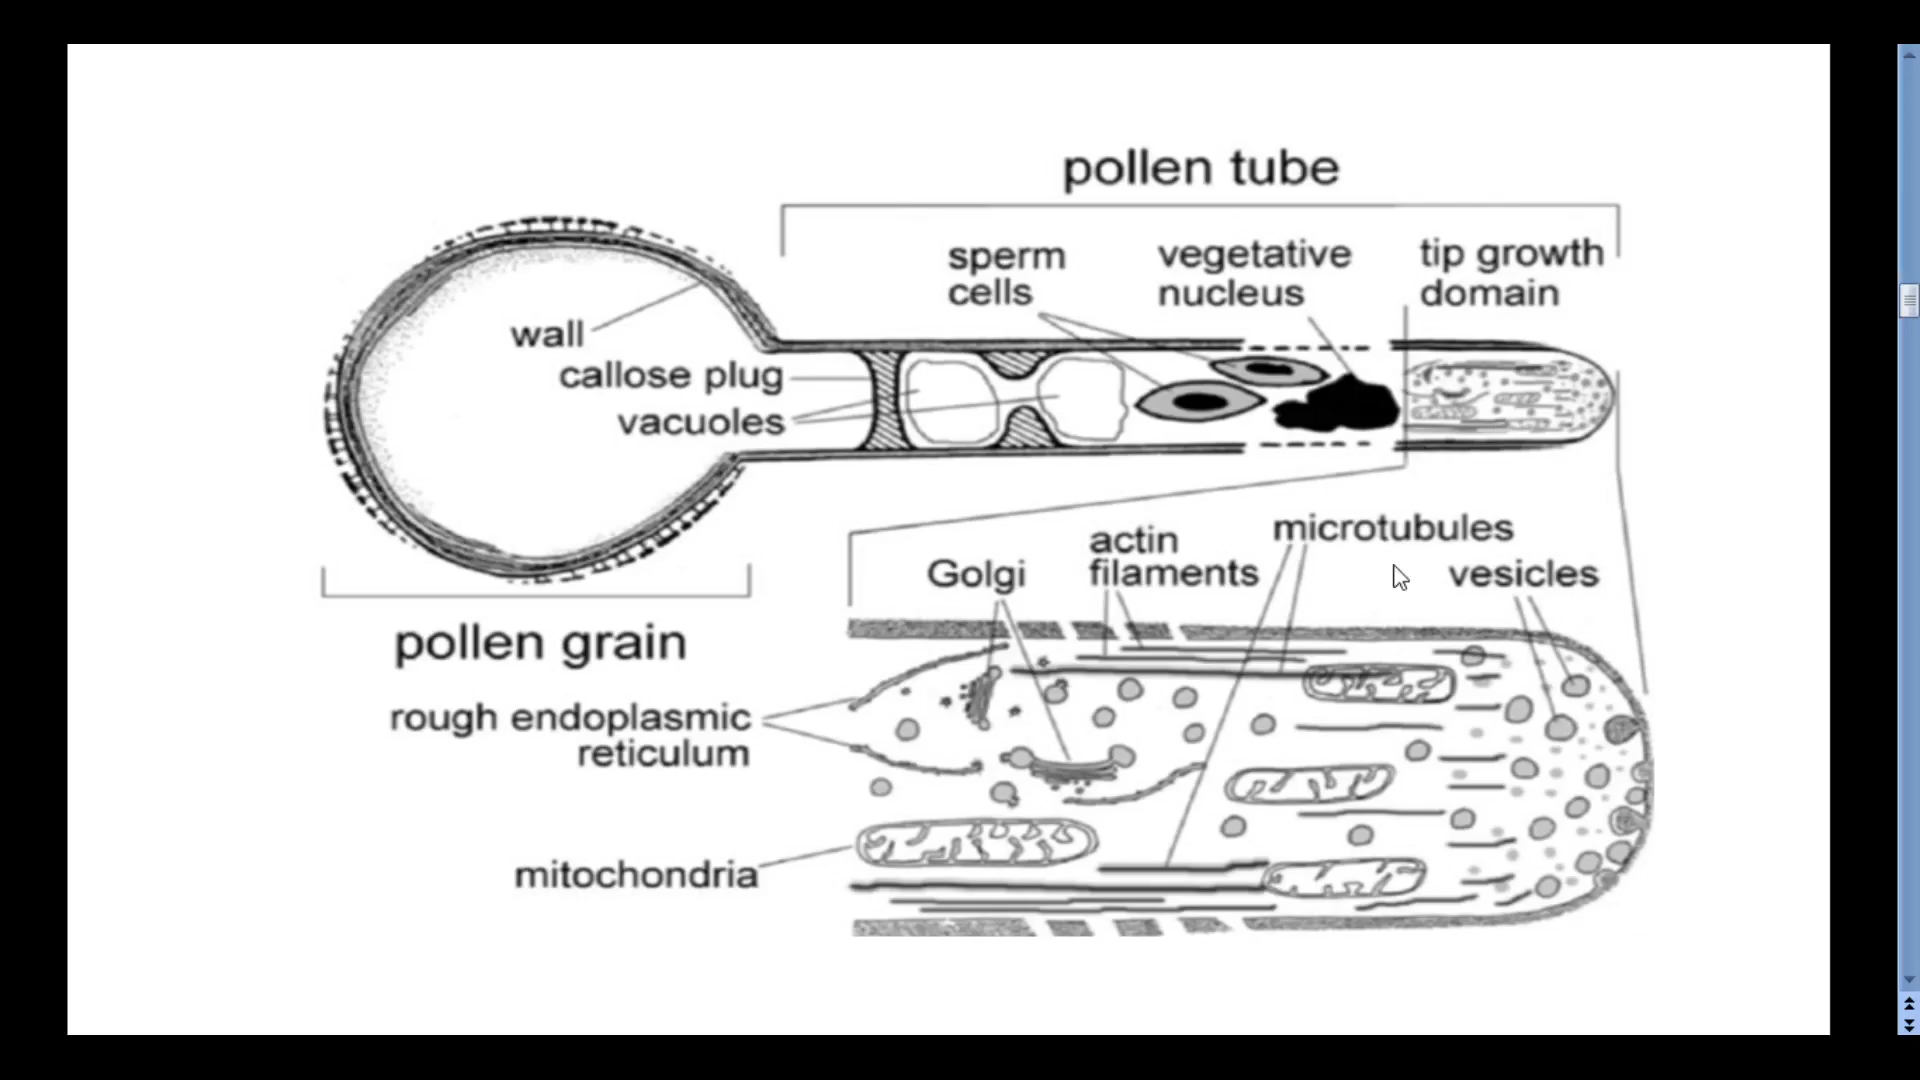 pollen tube
sperm
cells
vegetative
nucleus
tip growth
domain
wall
callose plug
vacuoles
pollen grain
Golgi
actin
filaments
microtubules
vesicles
rough endoplasmic
reticulum
mitochondria